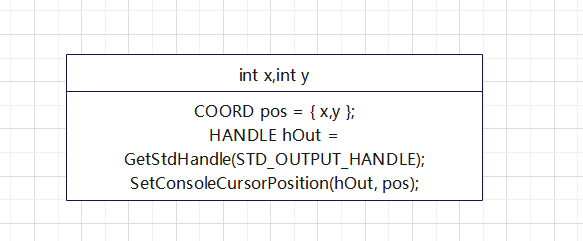 int x,int y
COORD pos = { x,y };
HANDLE hOut =
GetStdHandle(STD_OUTPUT_HANDLE);
SetConsoleCursorPosition(hOut, pos);